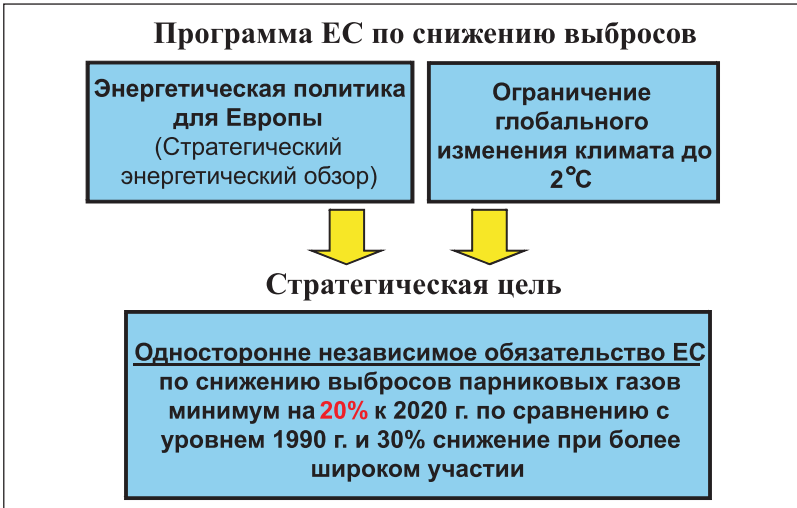 Программа ЕС по снижению выбросов
Энергетическая политика
для Европы
(Стратегический
энергетический обзор)
Ограничение
глобального
изменения климата до
2°С
Стратегическая цель
Односторонне независимое обязательство ЕС
по снижению выбросов парниковых газов
минимум на 20% к 2020 г. по сравнению с
уровнем 1990 г. и 30% снижение при более
широком участии